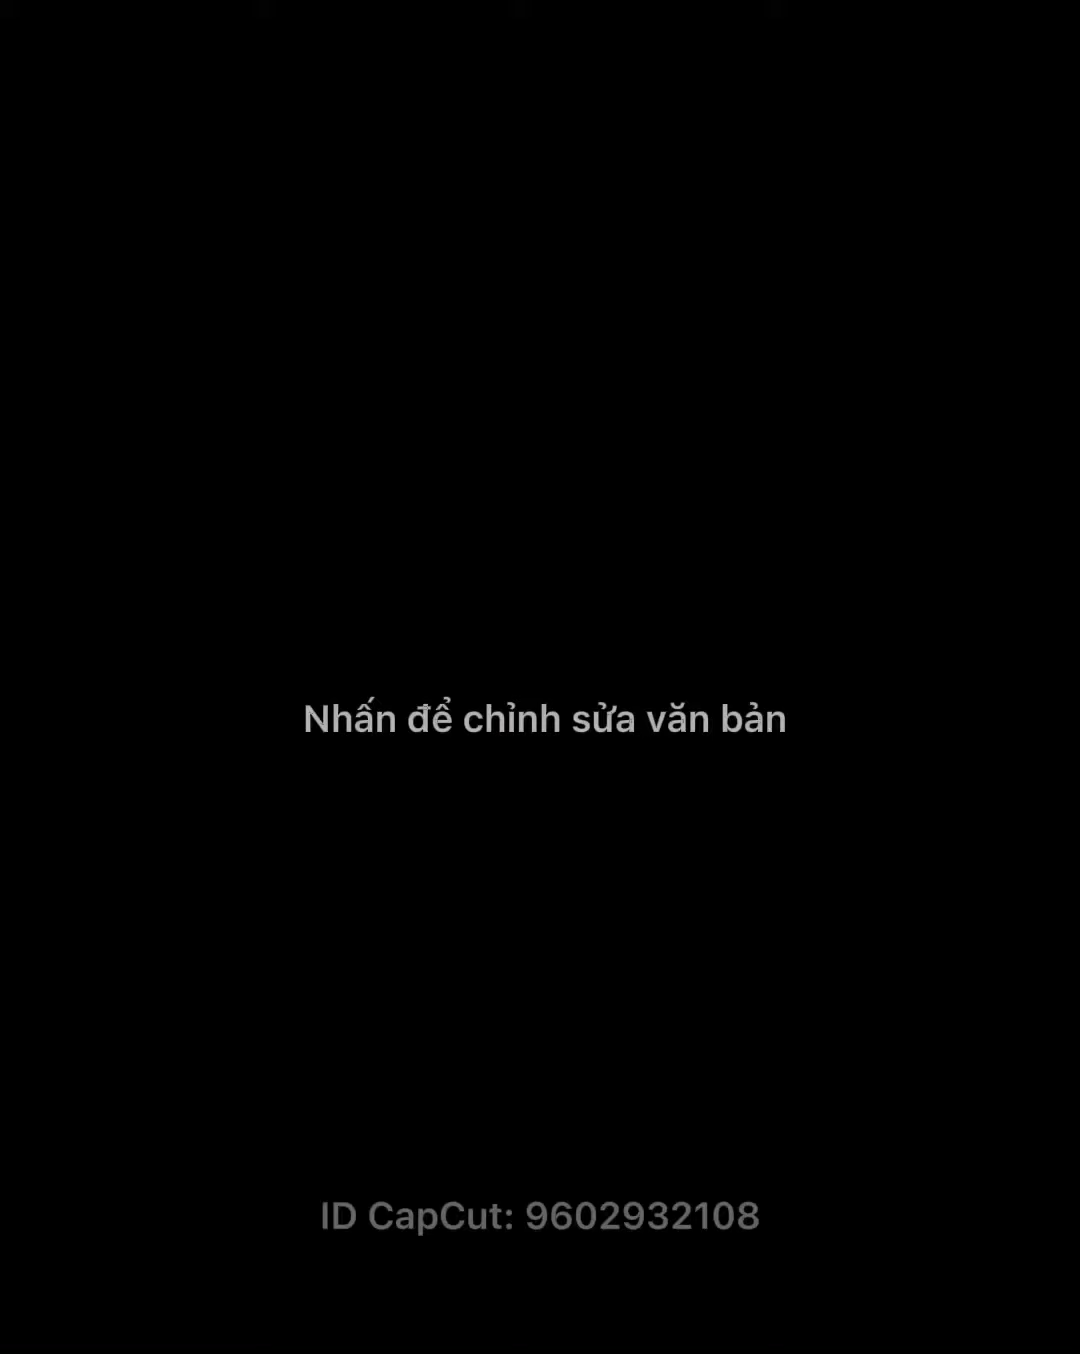 Nhấn để chỉnh sửa văn bản
ID CapCut: 9602932108